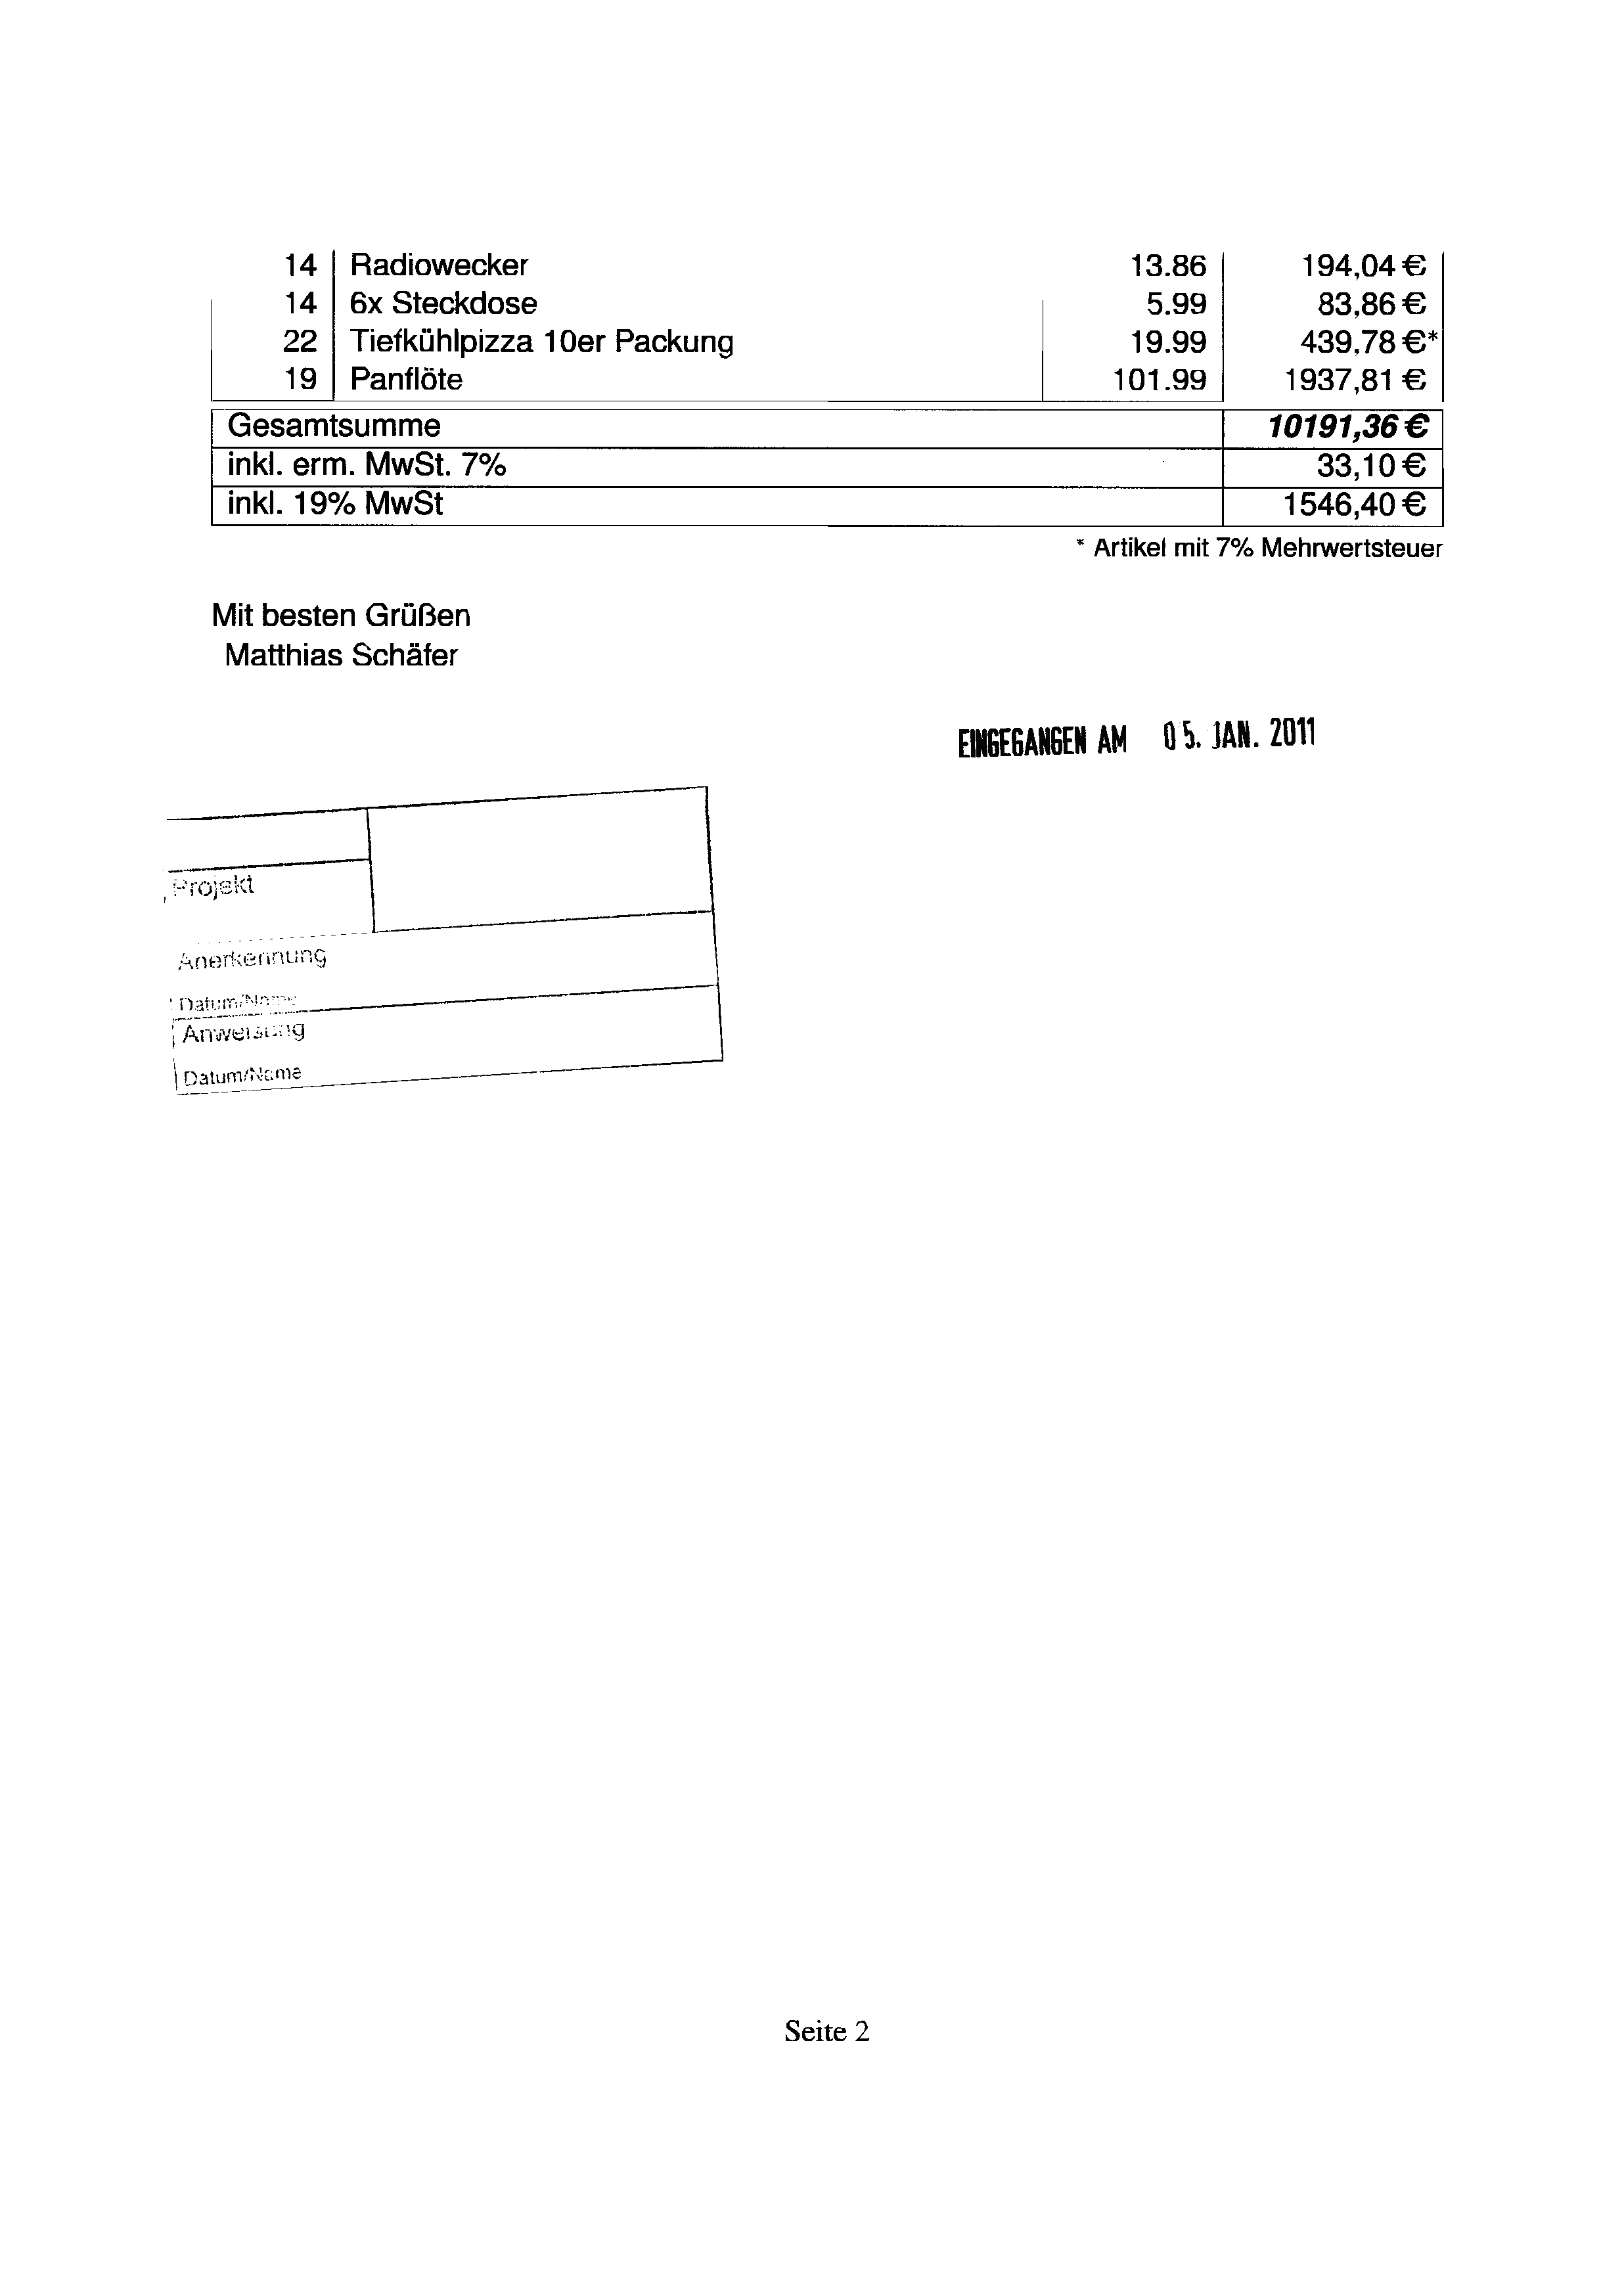 14 Radiowecker 13.86 194,04 €
14 6x Steckdose 5.99 83,86 €
22 Tiefkühlpizza 10er Packung 19.99 439,78 €*
19 Panflöte 101.99 1937,81 €
Gesamtsumme 10191,36 €
inkl. erm. MwSt. 7% 33,10 €
inkl. 19% MwSt 1546,40 €
* Artikel mit 7% Mehrwertsteuer
Mit besten Grüßen
Matthias Schäfer
EINGEGANGEN AM 05. JAN. 2011
Projekt
Anerkennung
Datum/Name
Anweisung
Datum/Name
Seite 2